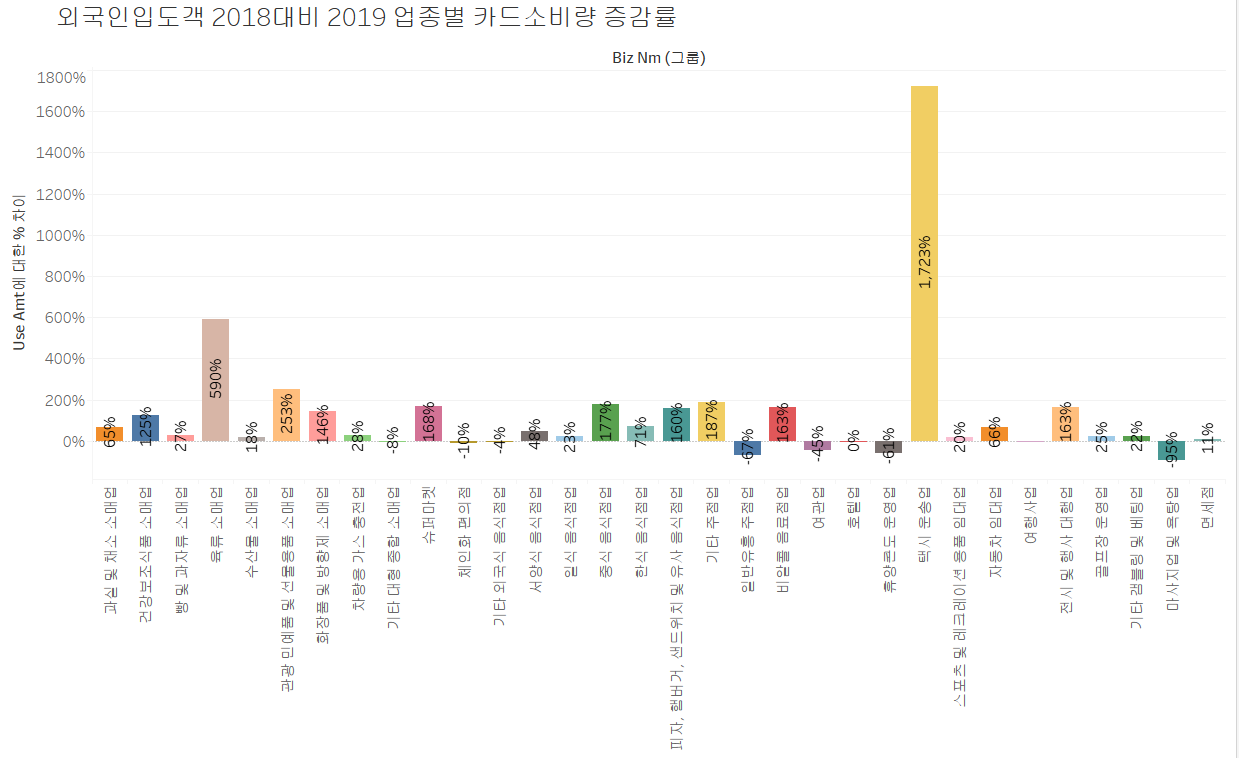 외국인입도객 2018대비 2019 업종별 카드소비량 증감률
Biz Nm (그룹)
Use Amt에 대한 % 차이
1800%
1600%
1400%
1200%
1000%
800%
600%
400%
200%
0%
65%
125%
27%
590%
18%
253%
146%
28%
-8%
168%
-10%
-4%
48%
23%
177%
71%
160%
187%
-67%
163%
-45%
0%
-61%
1,723%
20%
66%
163%
25%
22%
-95%
11%
과실 및 채소 소매업
건강보조식품 소매업
빵 및 과자류 소매업
육류 소매업
수산물 소매업
관광 민예품 및 선물용품 소매업
화장품 및 방향제 소매업
차량용 가스 충전업
기타 대형 종합 소매업
슈퍼마켓
체인화 편의점
기타 외국식 음식점업
서양식 음식점업
일식 음식점업
중식 음식점업
한식 음식점업
피자, 햄버거, 샌드위치 및 유사 음식점업
기타 주점업
일반유흥 주점업
비알콜 음료점업
여관업
호텔업
휴양콘도 운영업
택시 운송업
스포츠 및 레크레이션 용품 임대업
자동차 임대업
여행사업
전시 및 행사 대행업
골프장 운영업
기타 갬블링 및 베팅업
마사지업 및 욕탕업
면세점